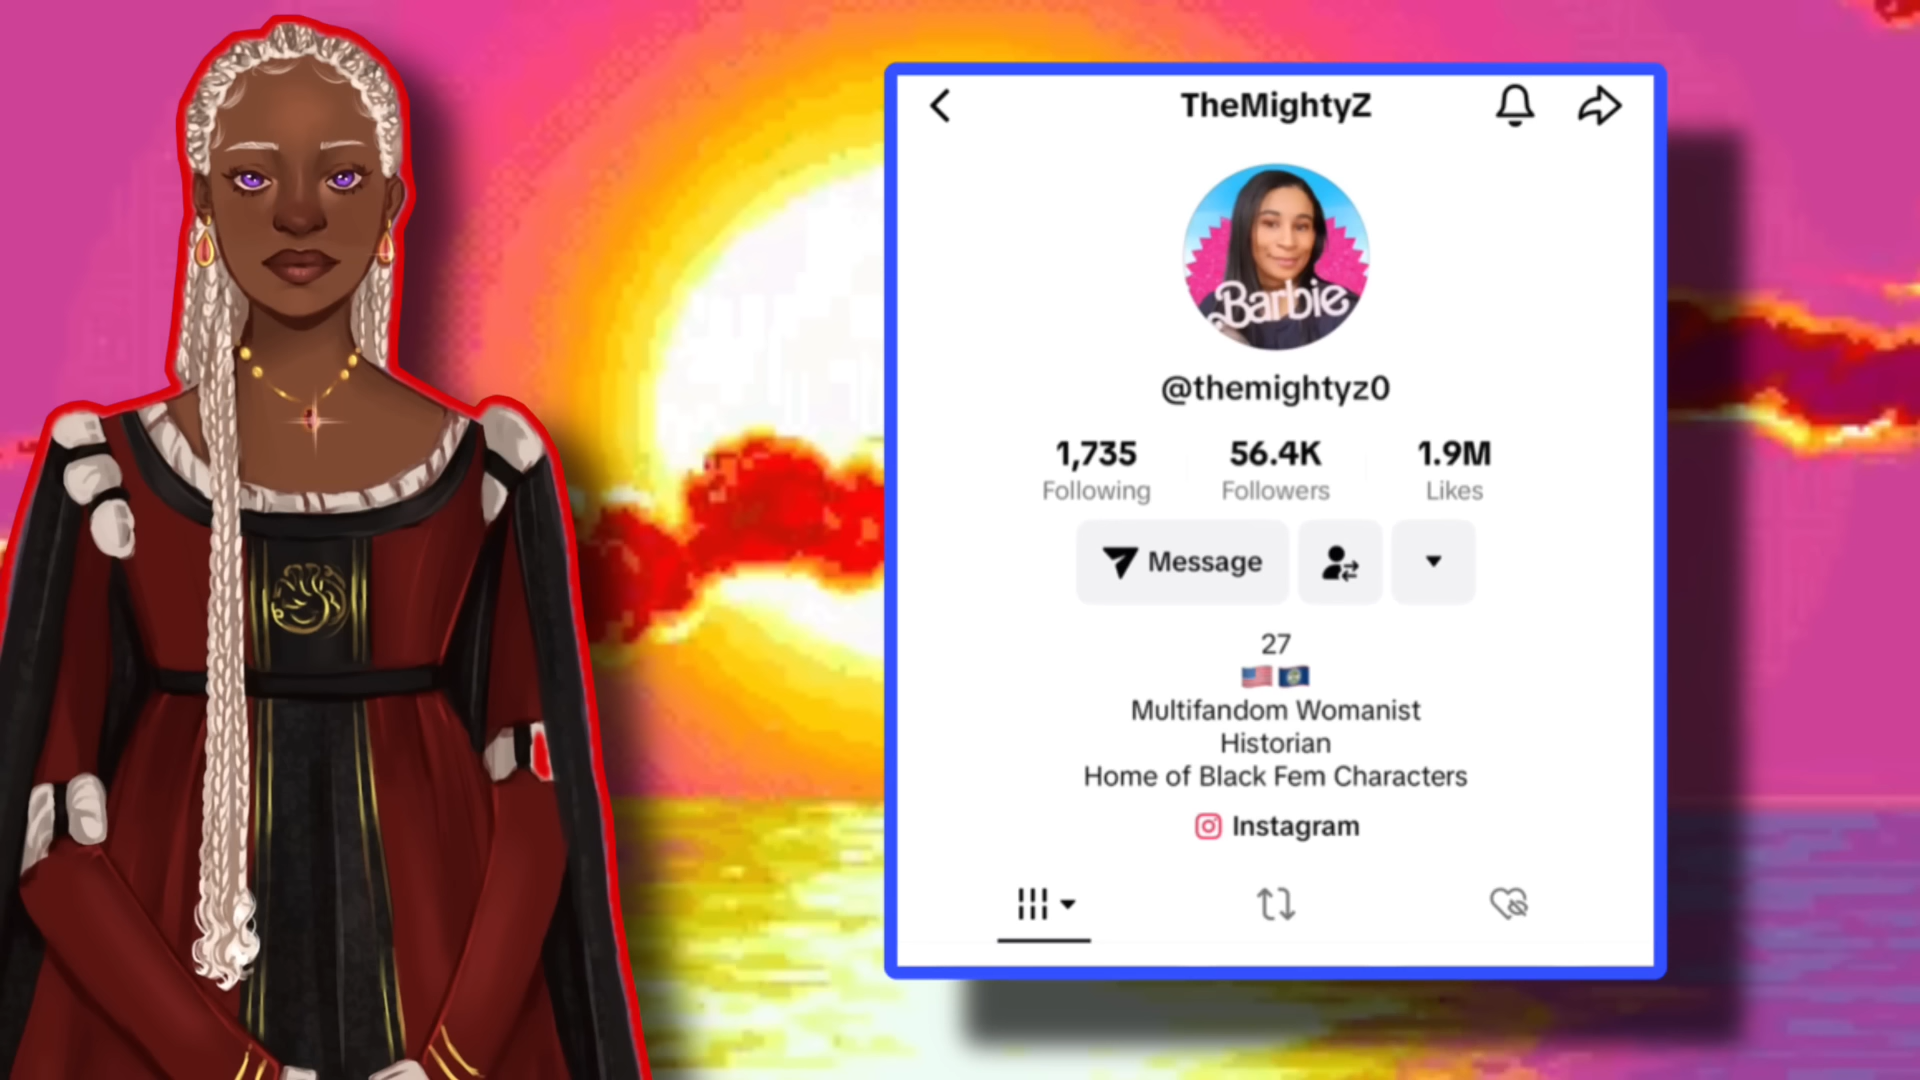 TheMightyZ
Barbie
@themightyz0
1,735 56.4K 1.9M
Following Followers Likes
Message
27
Multifandom Womanist
Historian
Home of Black Fem Characters
Instagram